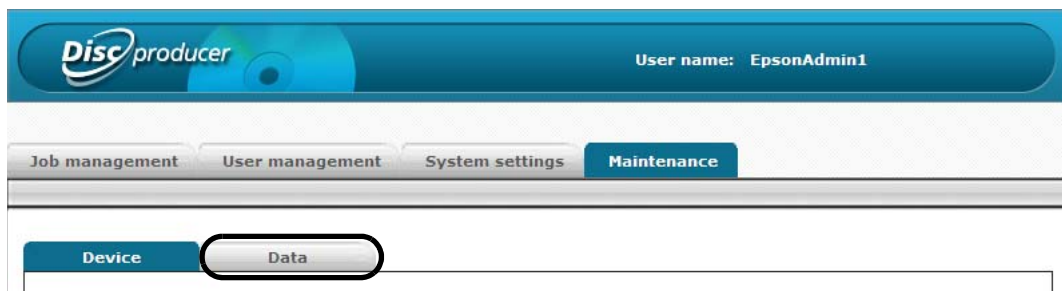 Disc producer User name: EpsonAdmin1
Job management User management System settings Maintenance
Device Data